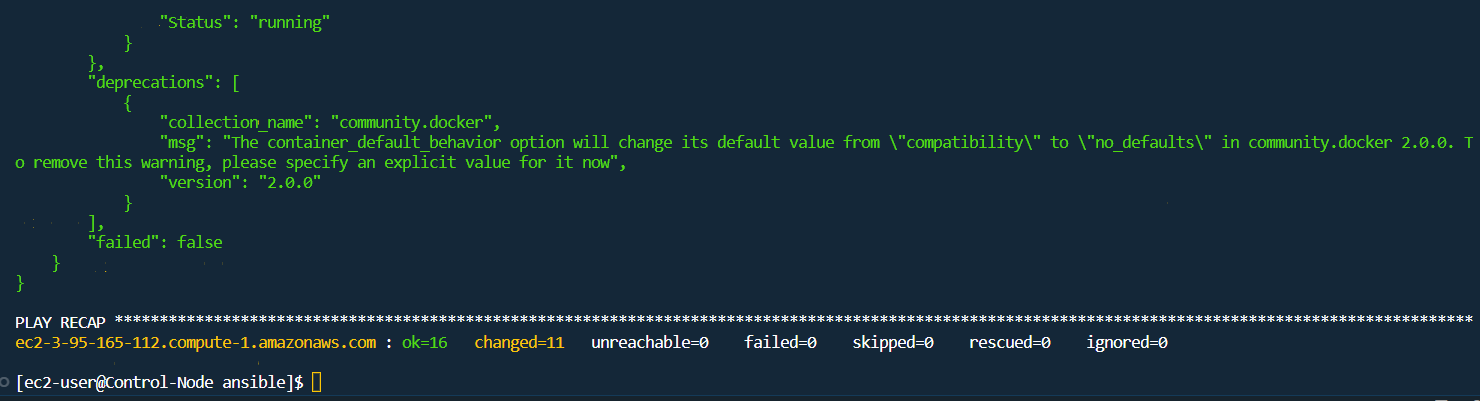 "Status": "running"
}
},
"deprecations": [
{
"collection_name": "community.docker",
"msg": "The container_default_behavior option will change its default value from \"compatibility\" to \"no_defaults\" in community.docker 2.0.0. T
o remove this warning, please specify an explicit value for it now",
"version": "2.0.0"
}
],
"failed": false
}
}
PLAY RECAP ******************************************************************************************************************************************************
ec2-3-95-165-112.compute-1.amazonaws.com : ok=16 changed=11 unreachable=0 failed=0 skipped=0 rescued=0 ignored=0
[ec2-user@Control-Node ansible]$